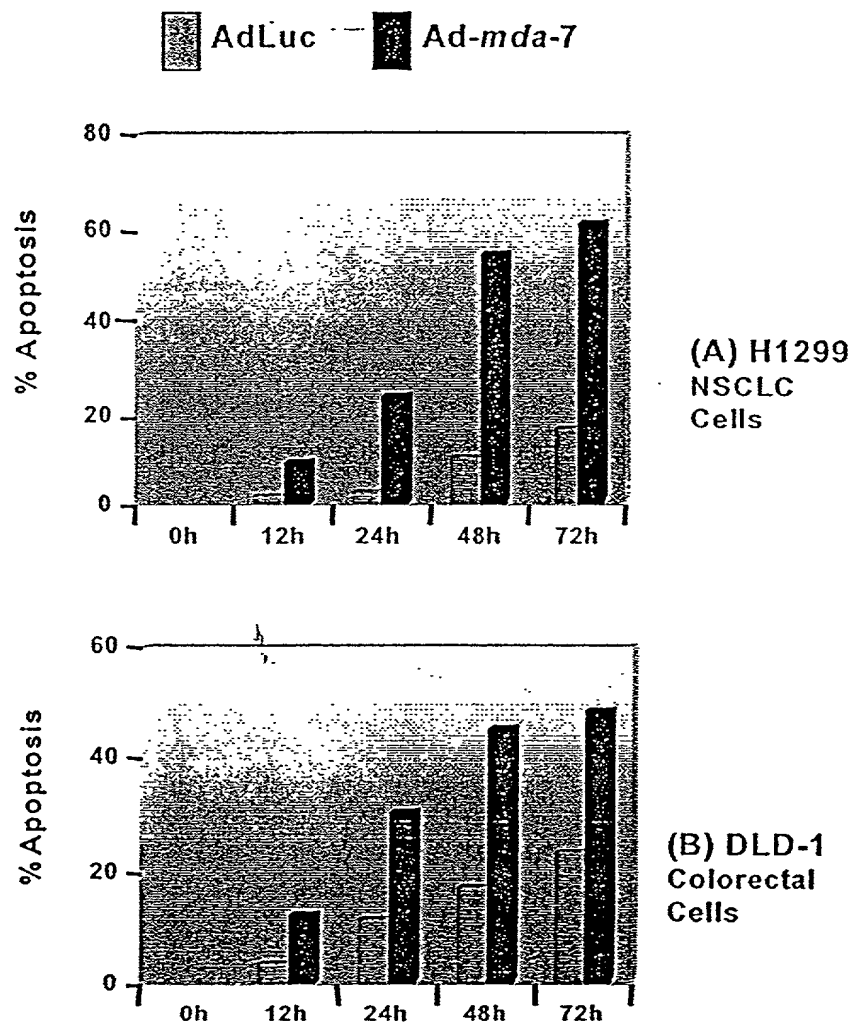 AdLuc Ad-mda-7
80
60
40
20
0
% Apoptosis
0h 12h 24h 48h 72h
(A) H1299
NSCLC
Cells
60
40
20
0
% Apoptosis
0h 12h 24h 48h 72h
(B) DLD-1
Colorectal
Cells